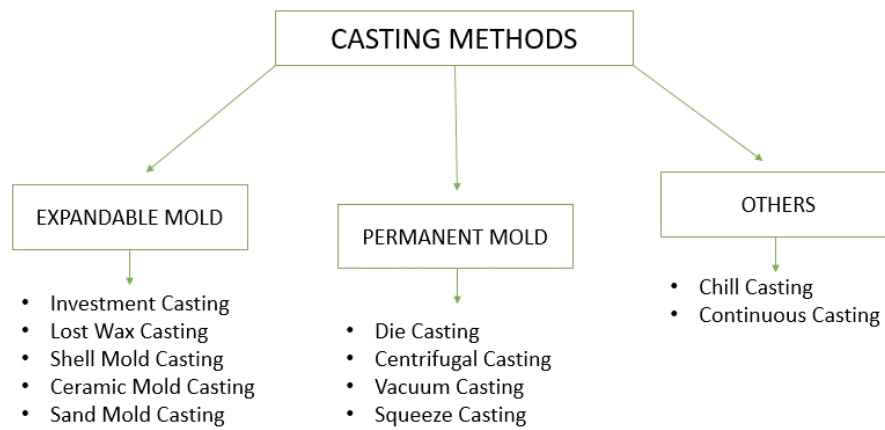 CASTING METHODS
EXPANDABLE MOLD
• Investment Casting
• Lost Wax Casting
• Shell Mold Casting
• Ceramic Mold Casting
• Sand Mold Casting
PERMANENT MOLD
• Die Casting
• Centrifugal Casting
• Vacuum Casting
• Squeeze Casting
OTHERS
• Chill Casting
• Continuous Casting